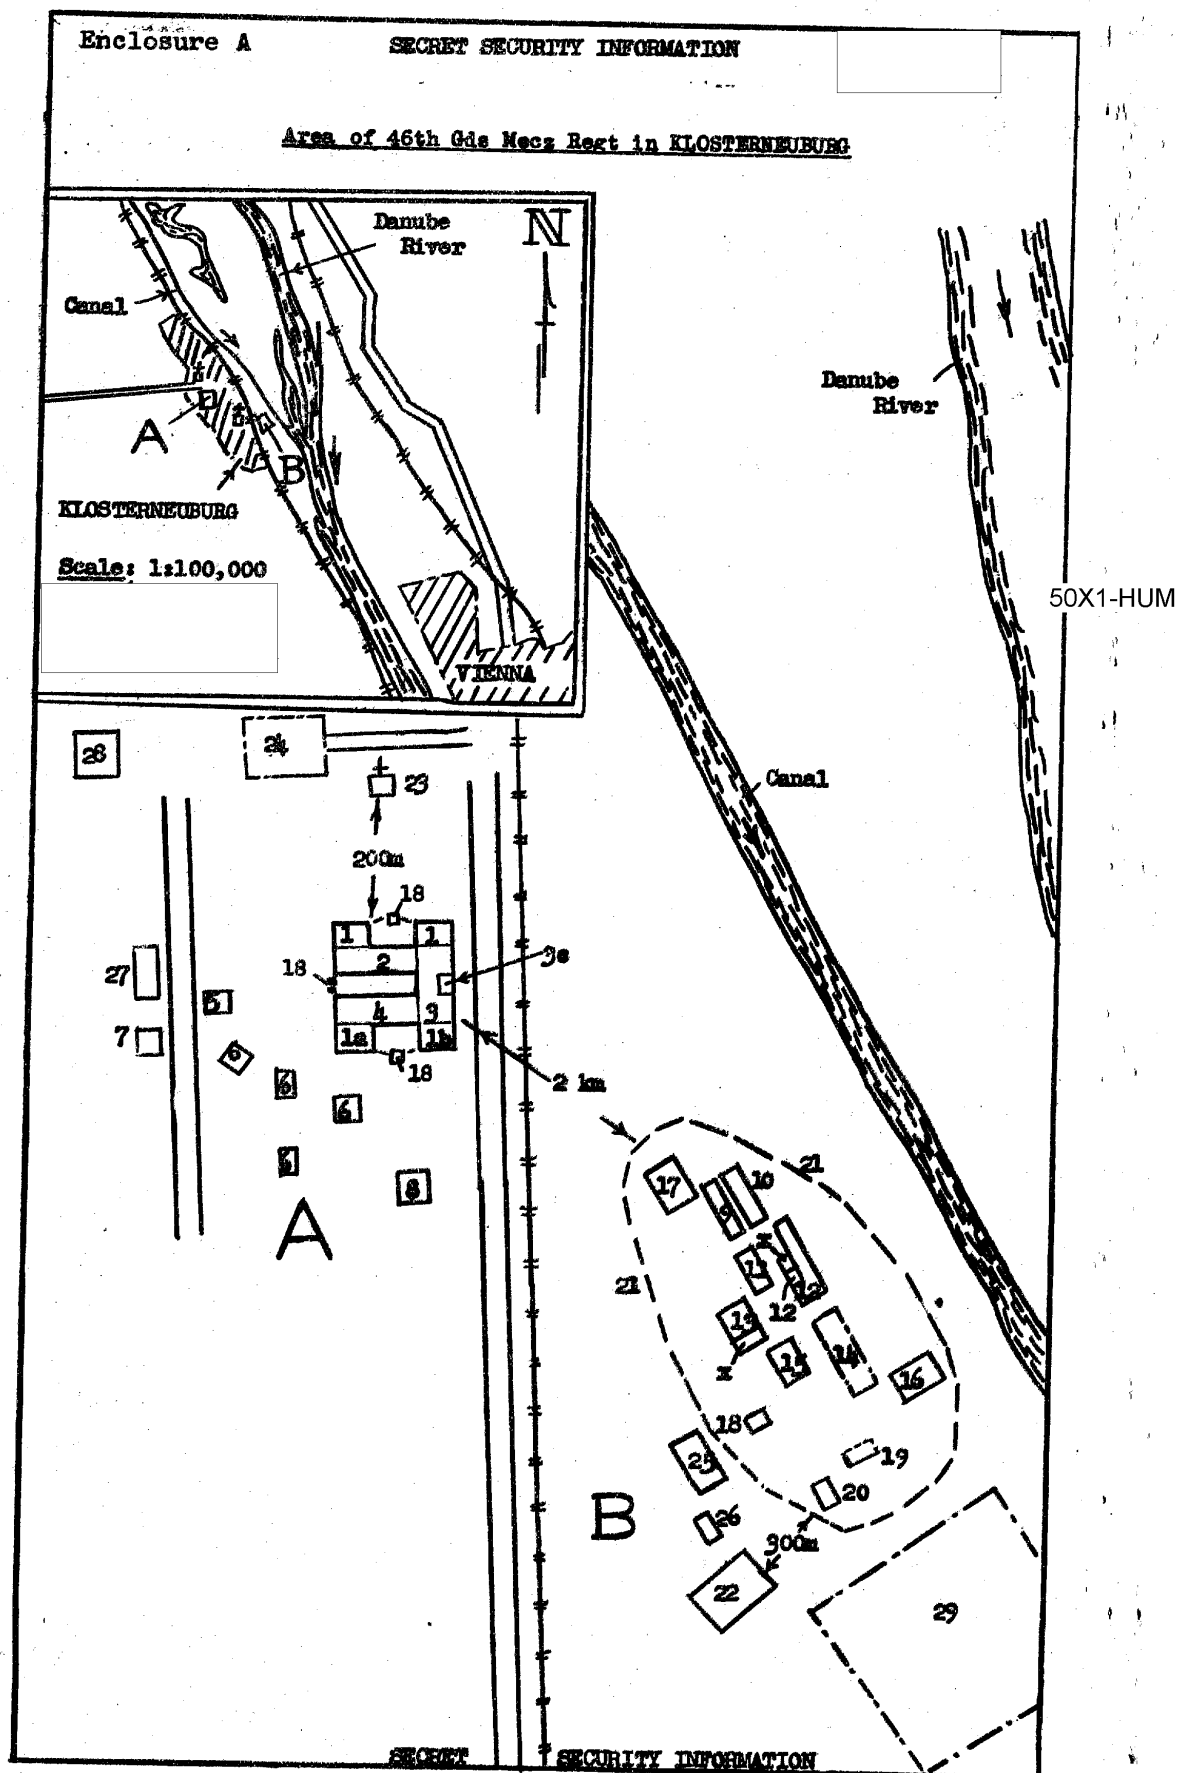 Enclosure A
SECRET SECURITY INFORMATION
Area of 46th Gds Mecz Regt in KLOSTERNEUBURG
Danube
River
N
Canal
A
B
KLOSTERNEUBURG
Scale: 1:100,000
VIENNA
Danube
River
50X1-HUM
Canal
28
24
23
200m
18
1
1
2
3a
18
27
5
4
3
7
1a
1b
6
18
6
2 km
6
6
8
A
21
17
10
9
x
11
21
12
12
13
x
15
14
16
18
25
19
20
B
26
300m
22
29
SECRET
SECURITY INFORMATION